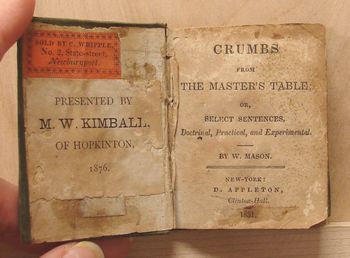 SOLD BY C. WHIPPLE,
No. 2, State-street,
Newburyport.
PRESENTED BY
M. W. KIMBALL,
OF HOPKINTON,
1876.
CRUMBS
FROM
THE MASTER'S TABLE;
OR,
SELECT SENTENCES,
Doctrinal, Practical, and Experimental.
BY W. MASON.
NEW-YORK:
D. APPLETON,
Clinton-Hall.
1831.